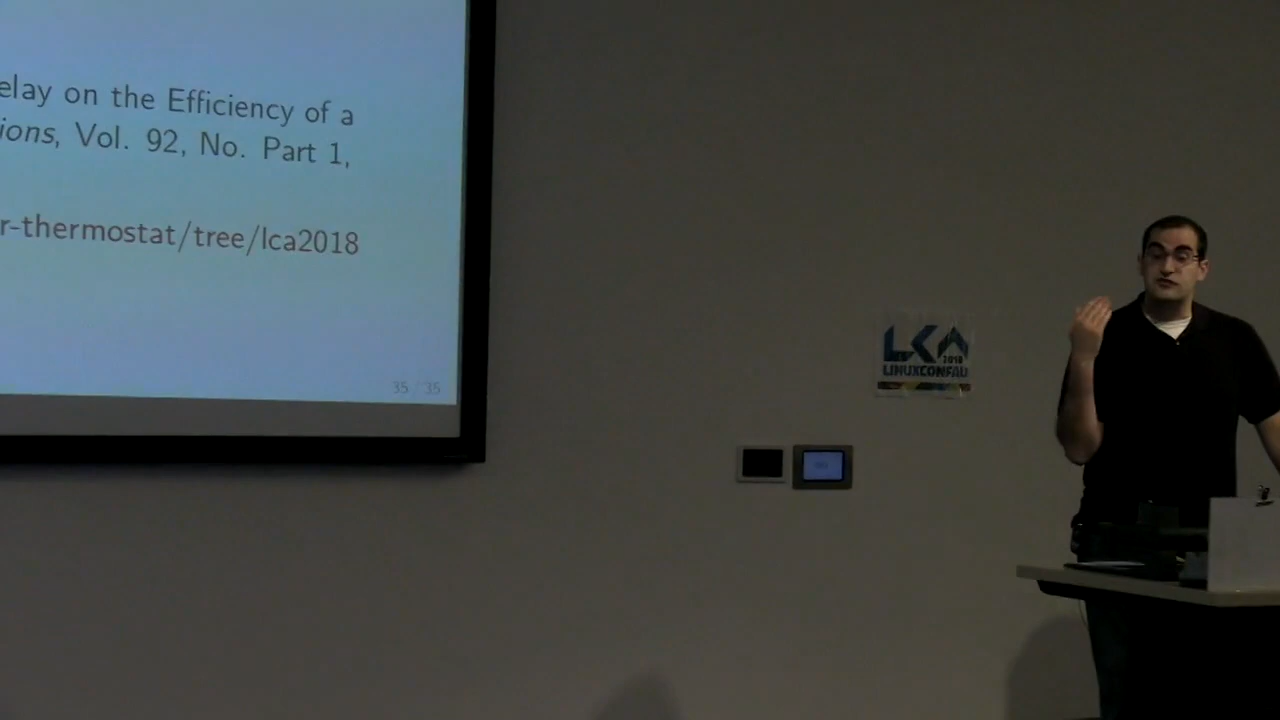 elay on the Efficiency of a
ions, Vol. 92, No. Part 1,
r-thermostat/tree/lca2018
35 35
LCA
2018
LINUXCONFAU